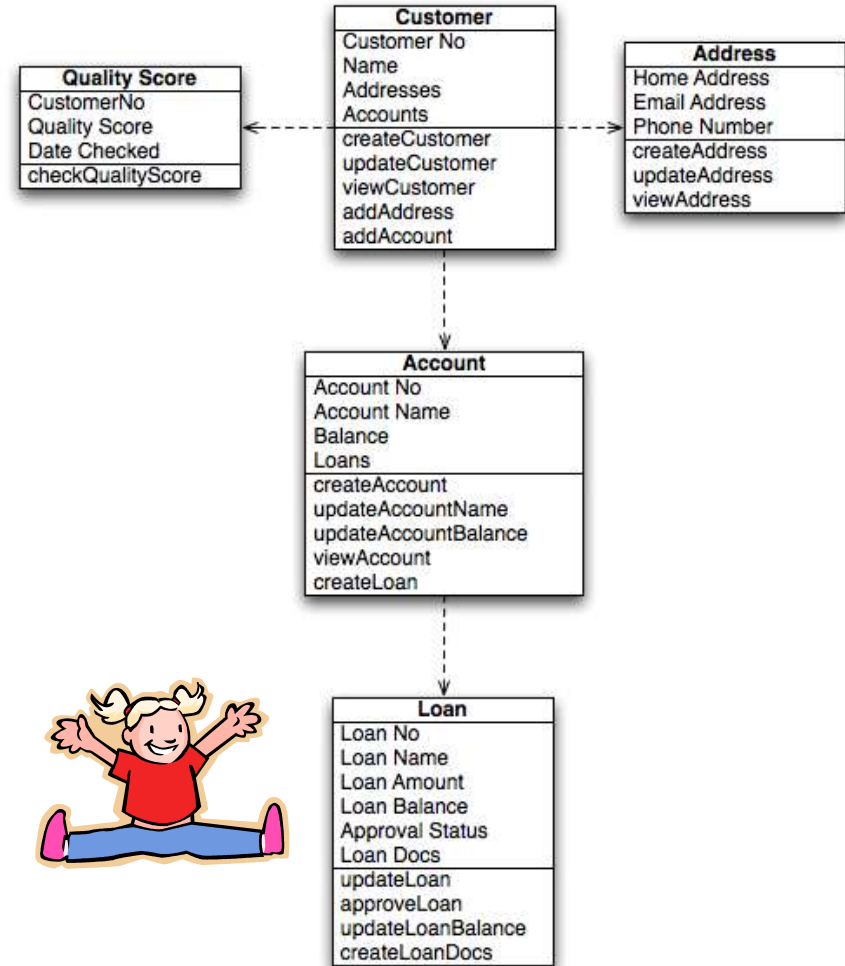 Customer
Customer No
Name
Addresses
Accounts
createCustomer
updateCustomer
viewCustomer
addAddress
addAccount
Quality Score
CustomerNo
Quality Score
Date Checked
checkQualityScore
Address
Home Address
Email Address
Phone Number
createAddress
updateAddress
viewAddress
Account
Account No
Account Name
Balance
Loans
createAccount
updateAccountName
updateAccountBalance
viewAccount
createLoan
Loan
Loan No
Loan Name
Loan Amount
Loan Balance
Approval Status
Loan Docs
updateLoan
approveLoan
updateLoanBalance
createLoanDocs